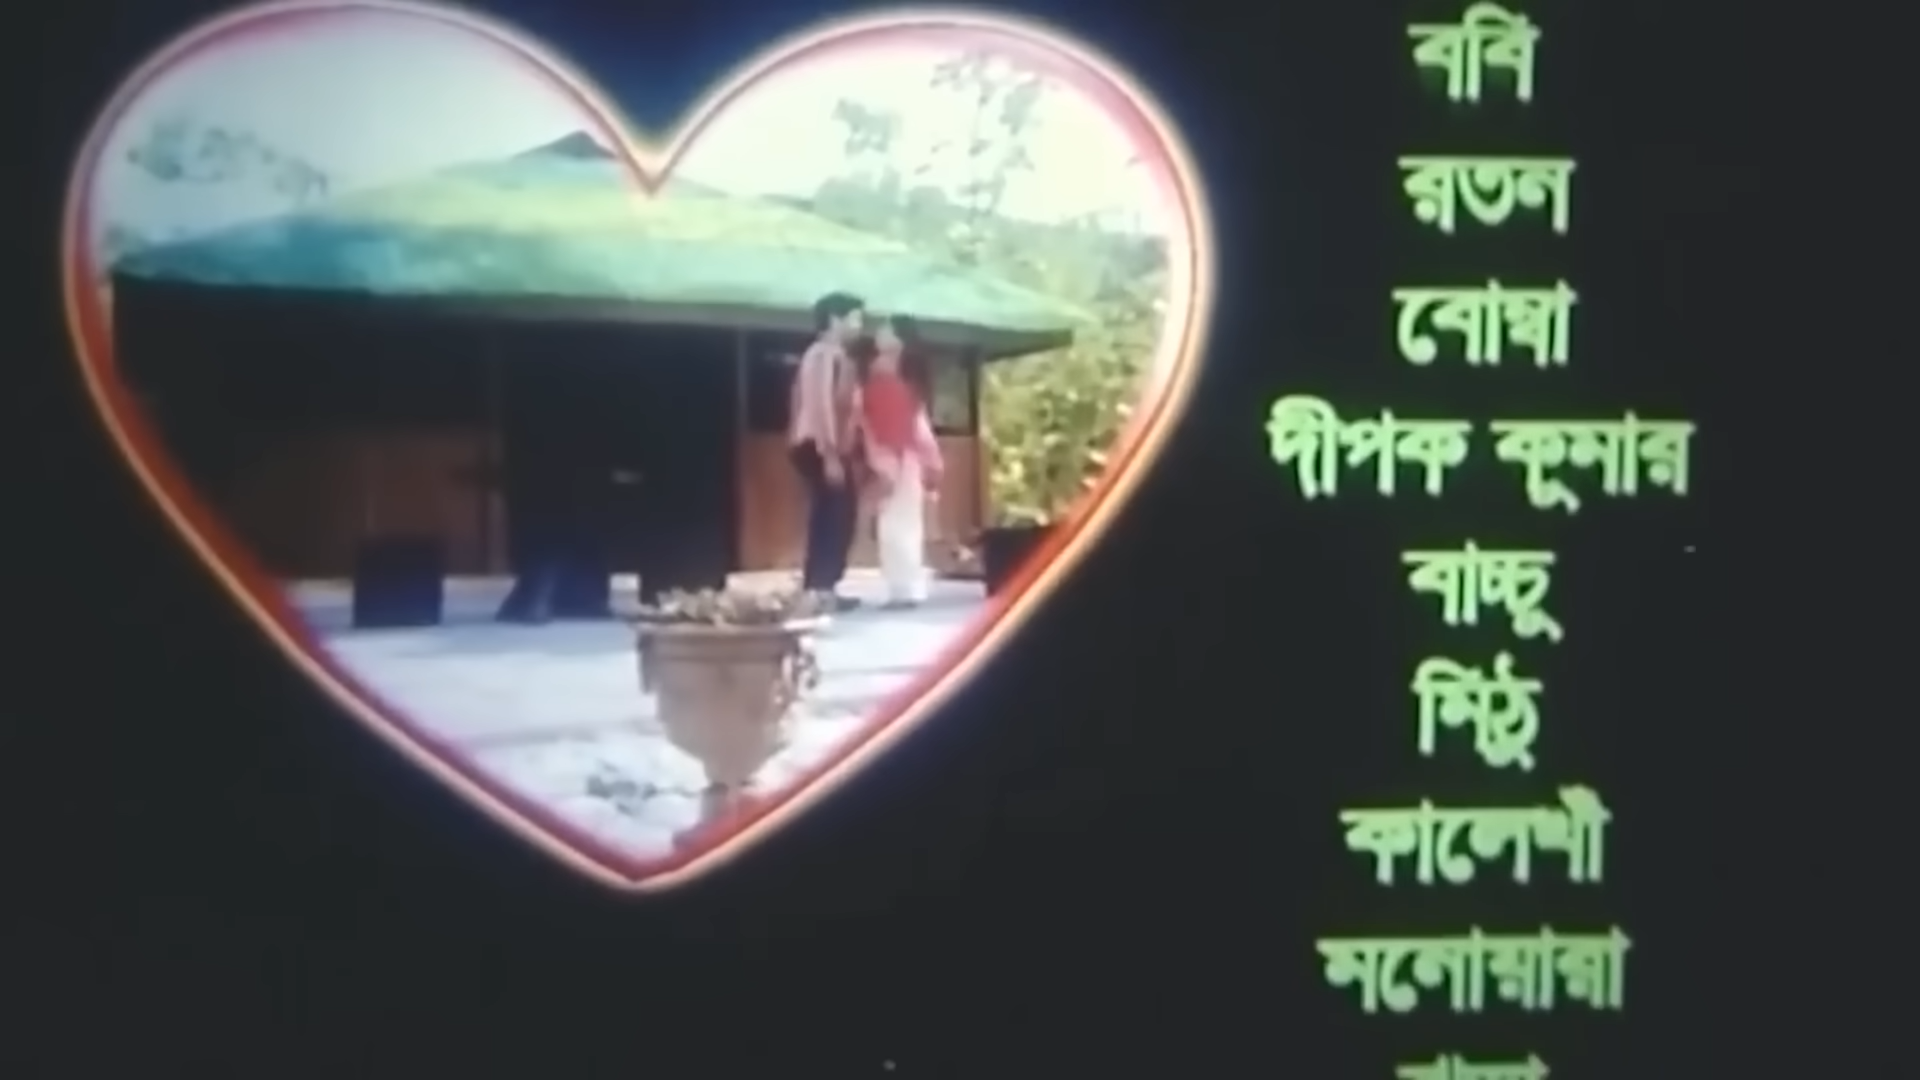 ববি
রতন
বোম্বা
দীপক কুমার
বাচ্চু
মিঠু
কালেখী
মনোয়ারা